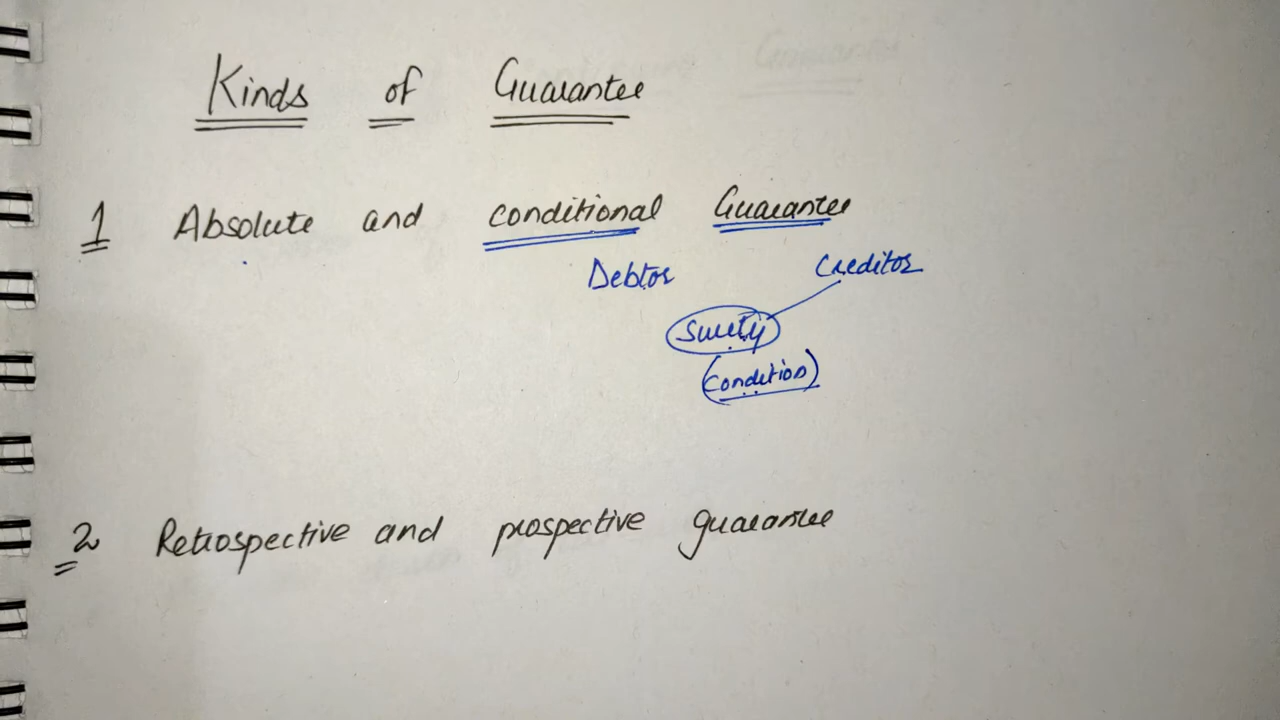 Kinds of Guarantee
1 Absolute and conditional Guarantee
Debtor Creditor
Surety
(Condition)
2 Retrospective and prospective guarantee